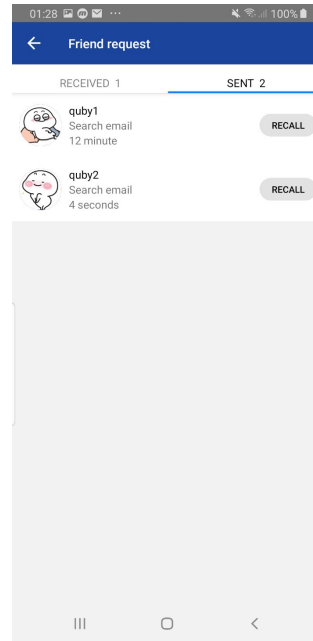 01:28 100%
Friend request
RECEIVED 1 SENT 2
quby1
Search email
12 minute
RECALL
quby2
Search email
4 seconds
RECALL